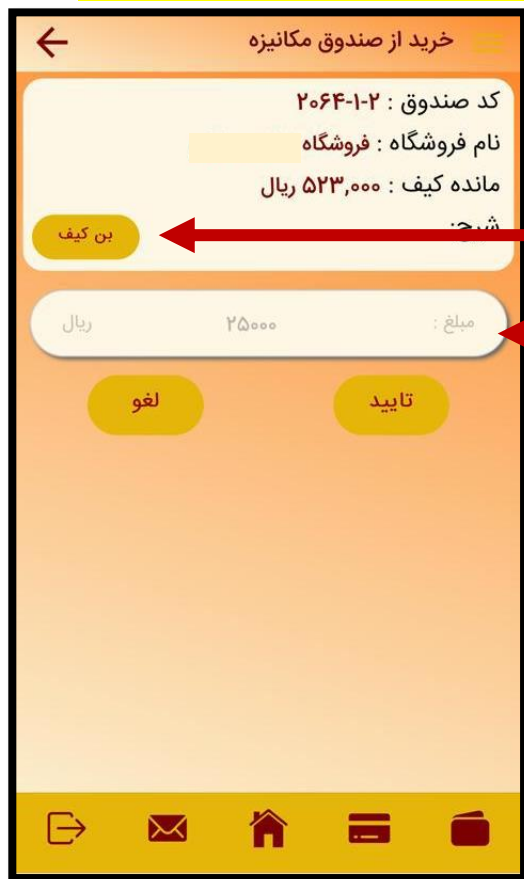 خرید از صندوق مکانیزه
کد صندوق : ۲-۱-۲۰۶۴
نام فروشگاه : فروشگاه
مانده کیف : ۵۲۳,۰۰۰ ریال
شرح:
بن کیف
مبلغ : ۲۵۰۰۰ ریال
تایید لغو